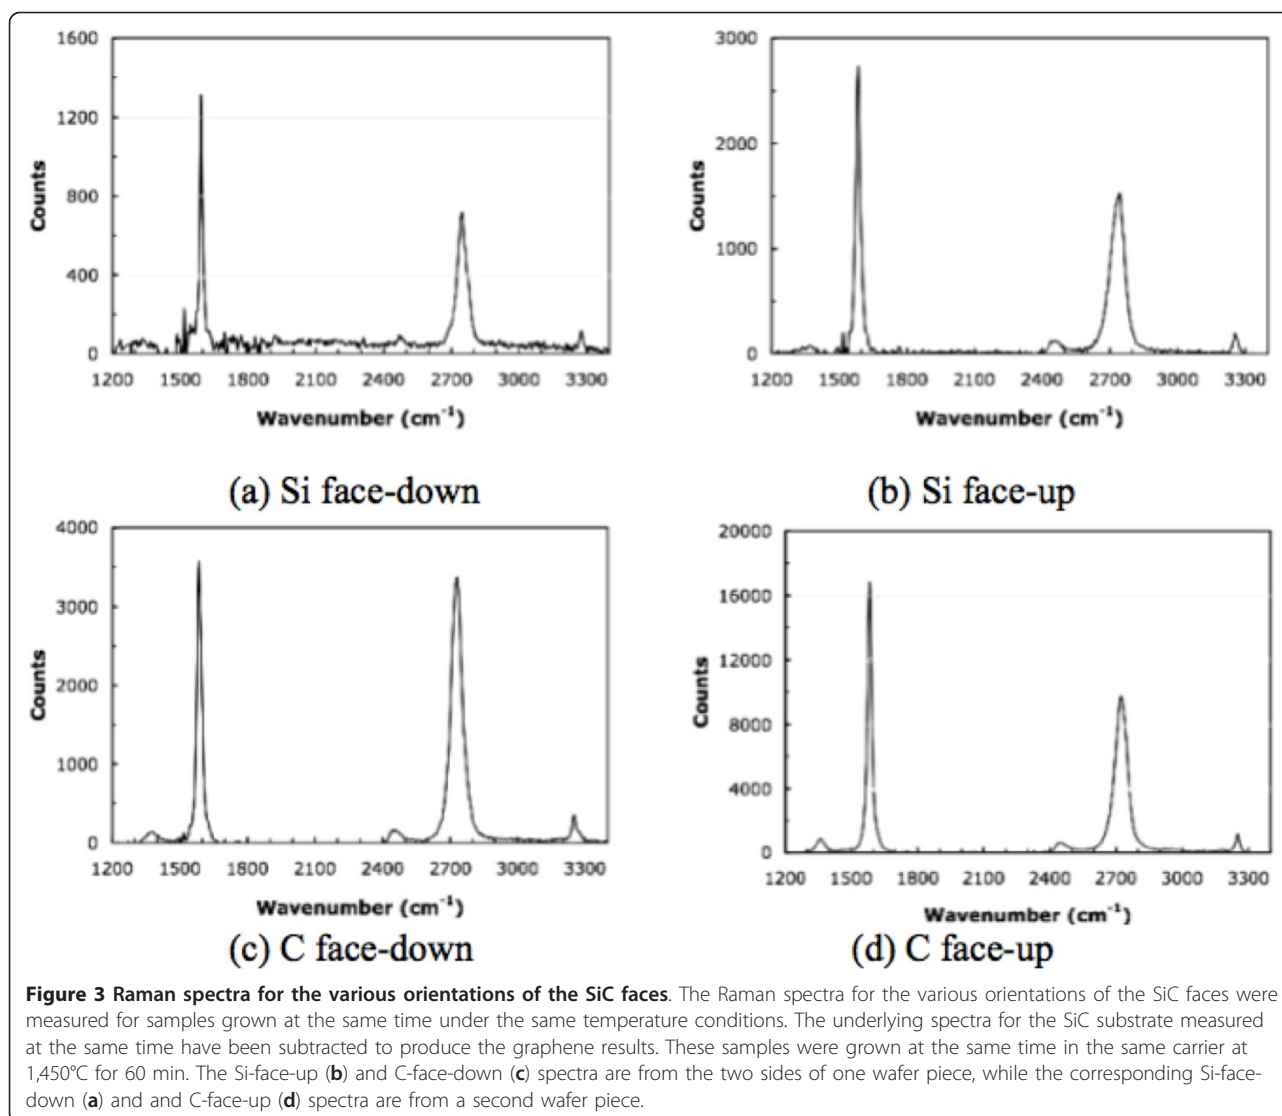 1600
1200
800
400
0
Counts
1200 1500 1800 2100 2400 2700 3000 3300
Wavenumber (cm-1)
(a) Si face-down
3000
2000
1000
0
Counts
1200 1500 1800 2100 2400 2700 3000 3300
Wavenumber (cm-1)
(b) Si face-up
4000
3000
2000
1000
0
Counts
1200 1500 1800 2100 2400 2700 3000 3300
Wavenumber (cm-1)
(c) C face-down
20000
16000
12000
8000
4000
0
Counts
1200 1500 1800 2100 2400 2700 3000 3300
Wavenumber (cm-1)
(d) C face-up
Figure 3 Raman spectra for the various orientations of the SiC faces. The Raman spectra for the various orientations of the SiC faces were
measured for samples grown at the same time under the same temperature conditions. The underlying spectra for the SiC substrate measured
at the same time have been subtracted to produce the graphene results. These samples were grown at the same time in the same carrier at
1,450°C for 60 min. The Si-face-up (b) and C-face-down (c) spectra are from the two sides of one wafer piece, while the corresponding Si-face-
down (a) and and C-face-up (d) spectra are from a second wafer piece.